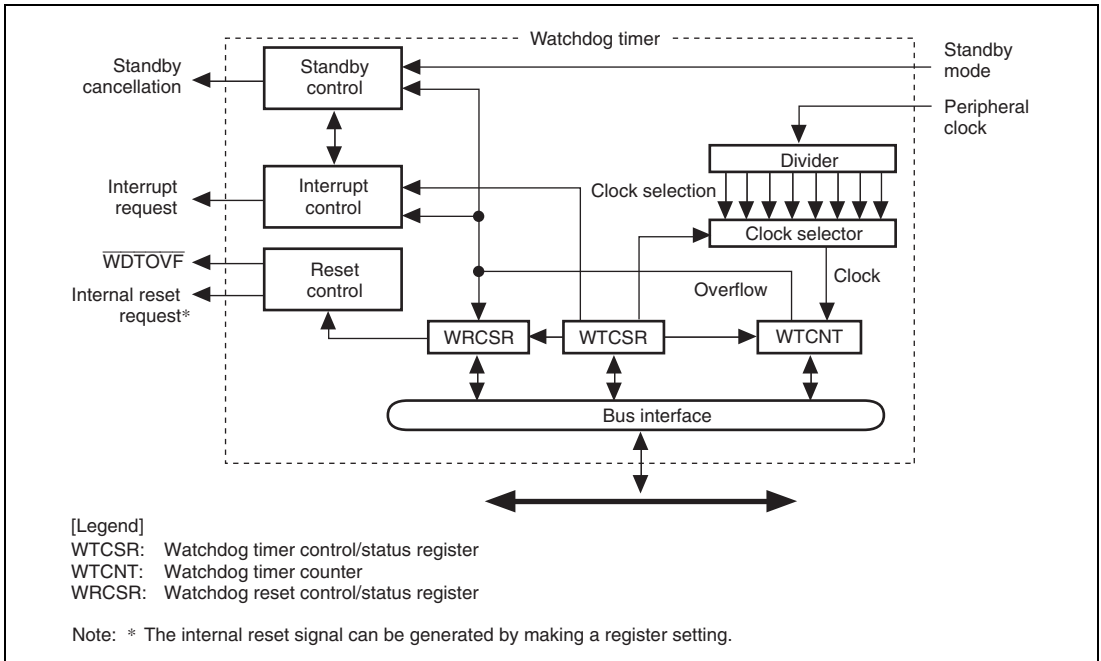 Watchdog timer
Standby
cancellation
Standby
control
Standby
mode
Peripheral
clock
Divider
Interrupt
request
Interrupt
control
Clock selection
Clock selector
WDTOVF
Internal reset
request*
Reset
control
Overflow
Clock
WRCSR
WTCSR
WTCNT
Bus interface
[Legend]
WTCSR: Watchdog timer control/status register
WTCNT: Watchdog timer counter
WRCSR: Watchdog reset control/status register
Note: * The internal reset signal can be generated by making a register setting.